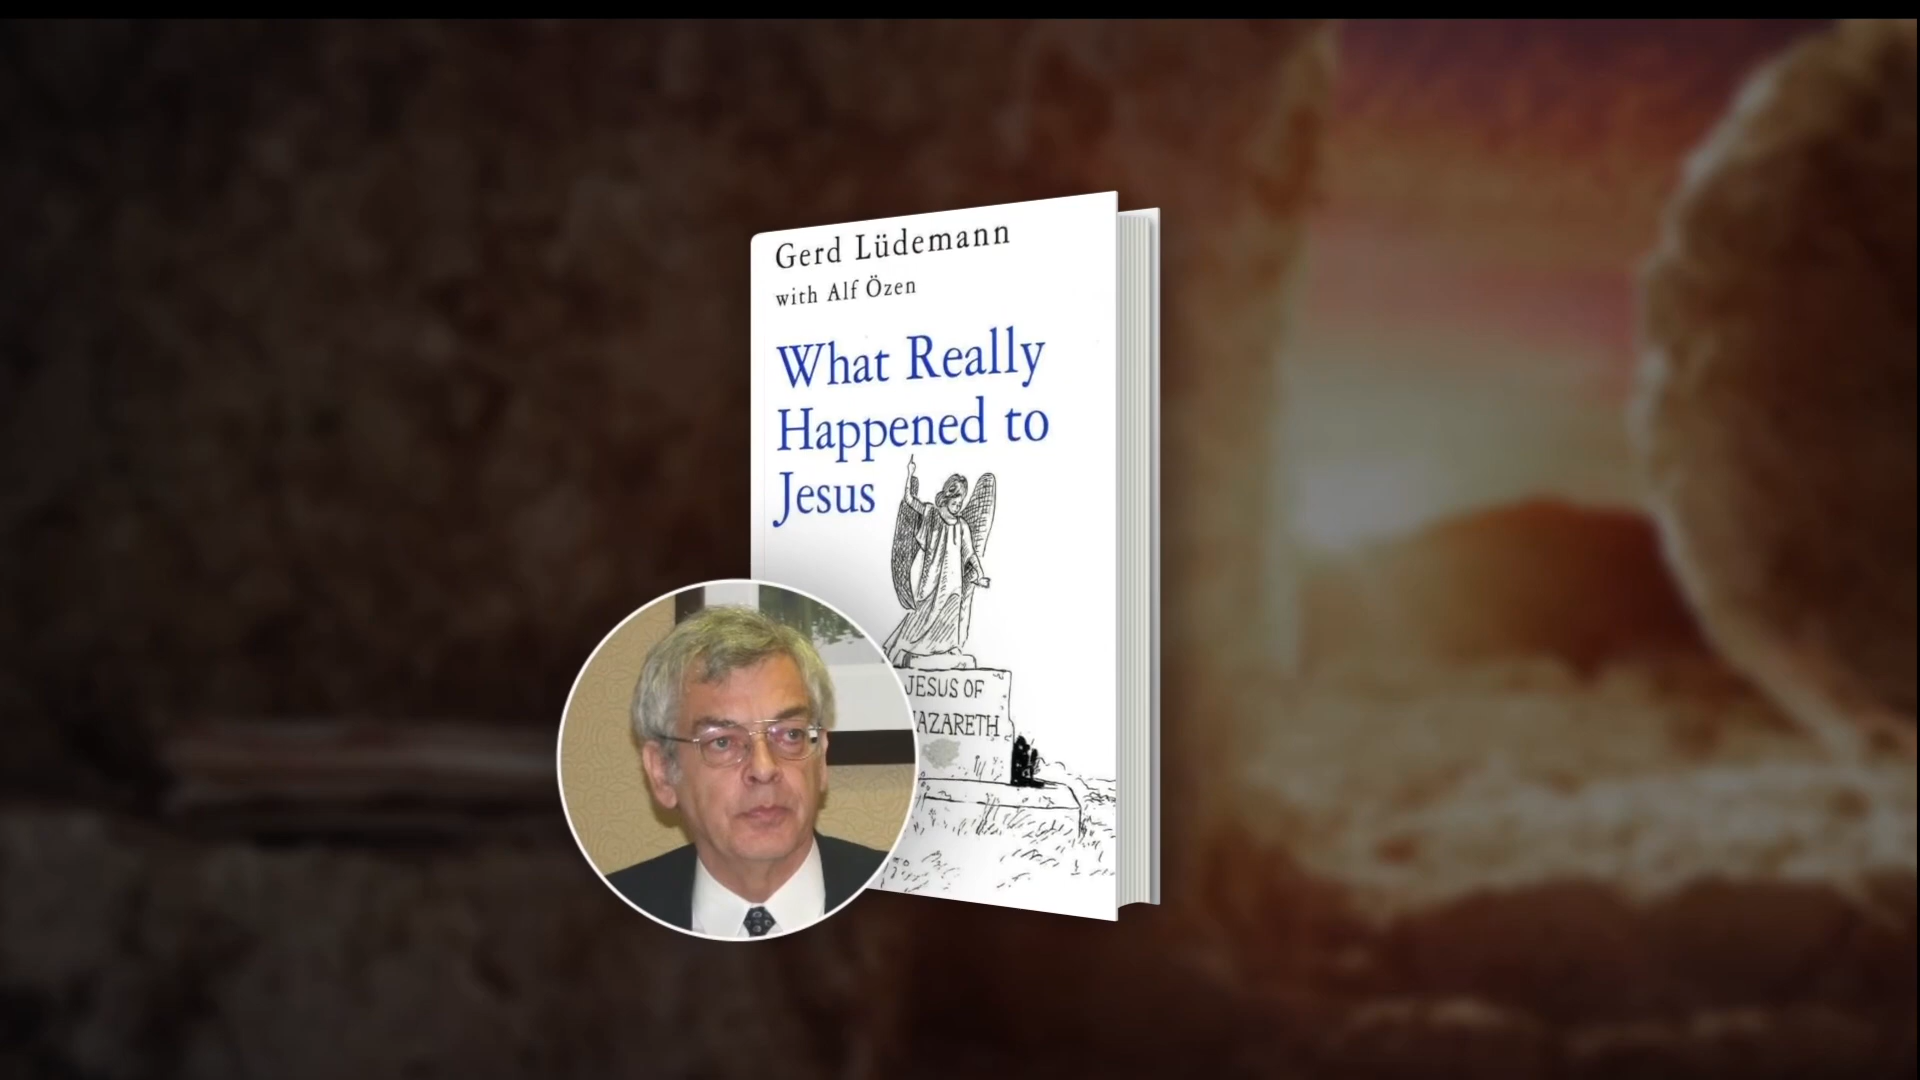 Gerd Lüdemann
with Alf Özen
What Really
Happened to
Jesus
JESUS OF
AZARETH